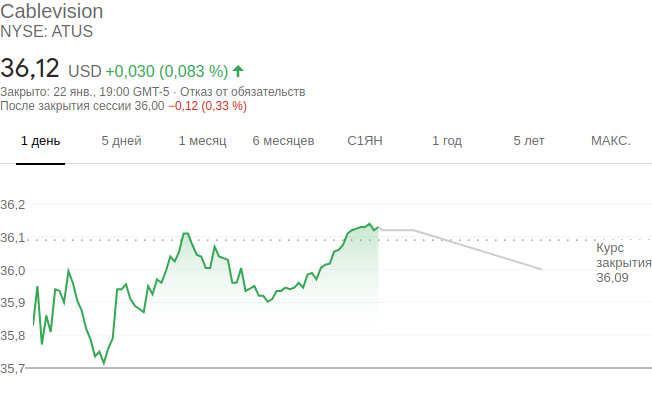 Cablevision
NYSE: ATUS
36,12 USD +0,030 (0,083 %)
Закрыто: 22 янв., 19:00 GMT-5 · Отказ от обязательств
После закрытия сессии 36,00 −0,12 (0,33 %)
1 день 5 дней 1 месяц 6 месяцев С1ЯН 1 год 5 лет МАКС.
36,2
36,1
Курс
закрытия
36,09
36,0
35,9
35,8
35,7